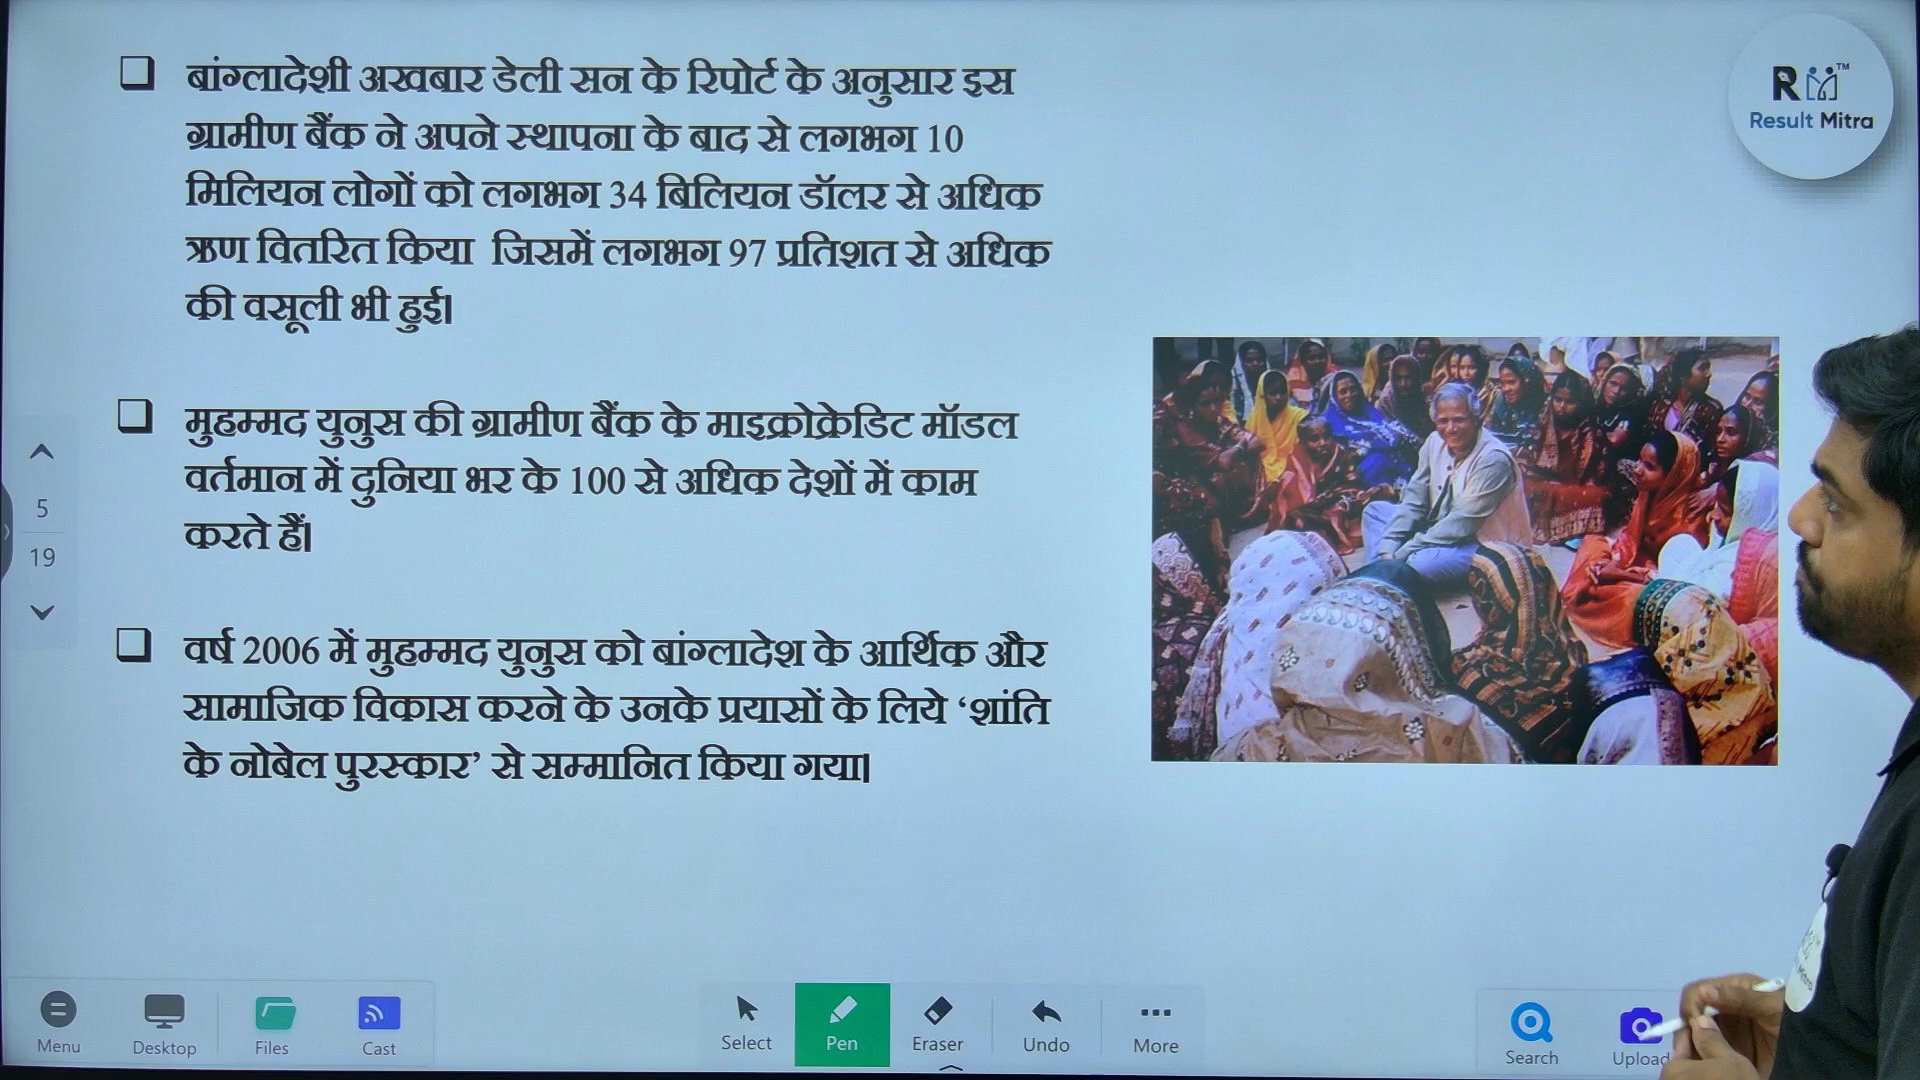 बांग्लादेशी अखबार डेली सन के रिपोर्ट के अनुसार इस
ग्रामीण बैंक ने अपने स्थापना के बाद से लगभग 10
मिलियन लोगों को लगभग 34 बिलियन डॉलर से अधिक
ऋण वितरित किया जिसमें लगभग 97 प्रतिशत से अधिक
की वसूली भी हुई।
मुहम्मद युनुस की ग्रामीण बैंक के माइक्रोक्रेडिट मॉडल
वर्तमान में दुनिया भर के 100 से अधिक देशों में काम
करते हैं।
वर्ष 2006 में मुहम्मद युनुस को बांग्लादेश के आर्थिक और
सामाजिक विकास करने के उनके प्रयासों के लिये ‘शांति
के नोबेल पुरस्कार’ से सम्मानित किया गया।
RM™
Result Mitra
5
19
Menu
Desktop
Files
Cast
Select
Pen
Eraser
Undo
More
Search
Upload